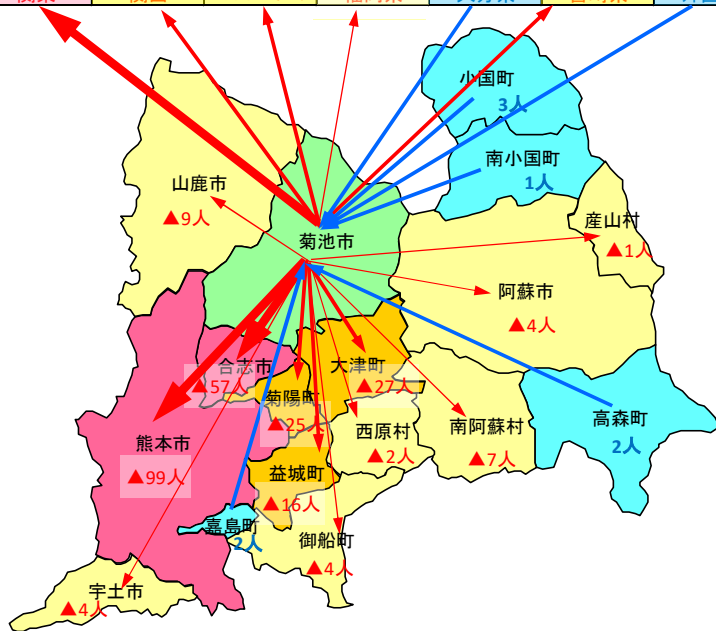 小国町
3人
南小国町
1人
山鹿市
▲9人
産山村
▲1人
菊池市
阿蘇市
▲4人
合志市
▲57人
大津町
▲27人
菊陽町
▲25人
高森町
2人
西原村
▲2人
南阿蘇村
▲7人
熊本市
▲99人
益城町
▲16人
嘉島町
2人
御船町
▲4人
宇土市
▲4人